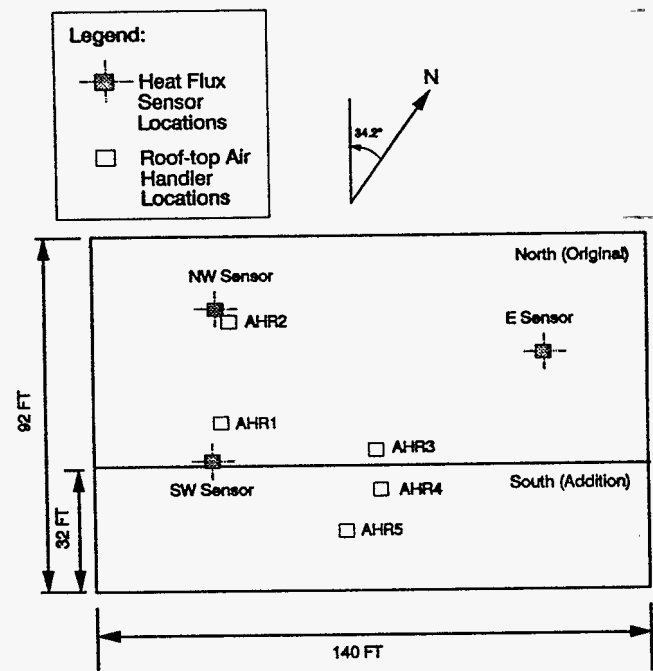 Legend:
Heat Flux
Sensor
Locations
Roof-top Air
Handler
Locations
N
34.2°
North (Original)
NW Sensor
E Sensor
AHR2
AHR1
AHR3
SW Sensor
South (Addition)
AHR4
AHR5
92 FT
32 FT
140 FT